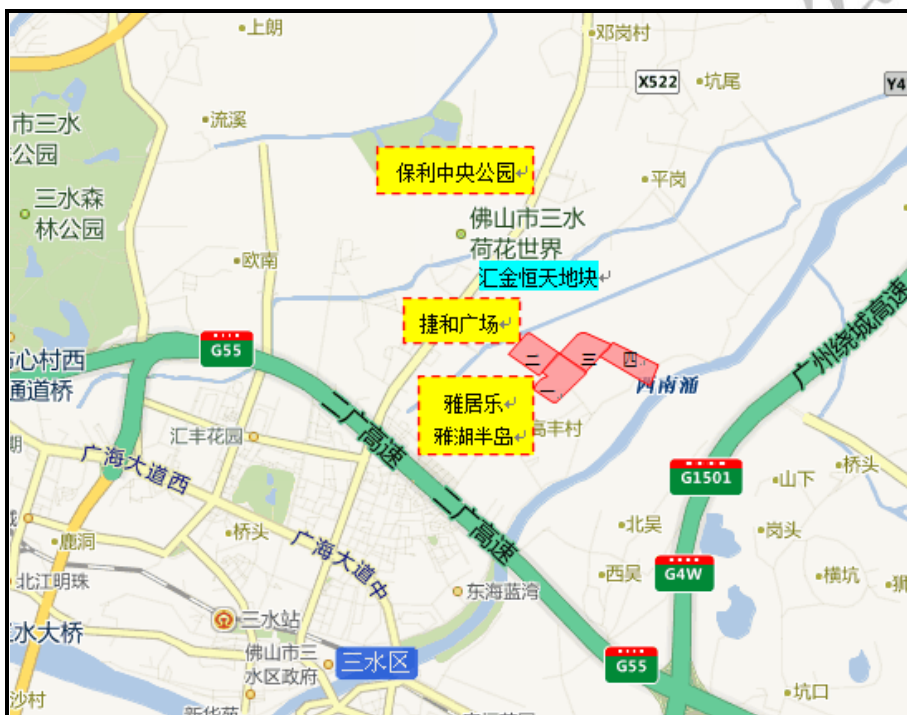 上朗
邓岗村
X522
坑尾
Y4
市三水
公园
流溪
保利中央公园
平岗
三水森
林公园
佛山市三水
荷花世界
欧南
汇金恒天地块
捷和广场
G55
心村西
通道桥
二
三
四
一
西南涌
广州绕城高速
雅居乐
雅湖半岛
高丰村
二广高速
汇丰花园
广海大道西
G1501
山下
桥头
二广高速
北吴
岗头
桥头
鹿洞
广海大道中
北江明珠
西吴
G4W
横坑
东海蓝湾
三水站
水大桥
佛山市三
水区政府
三水区
G55
沙村
坑口